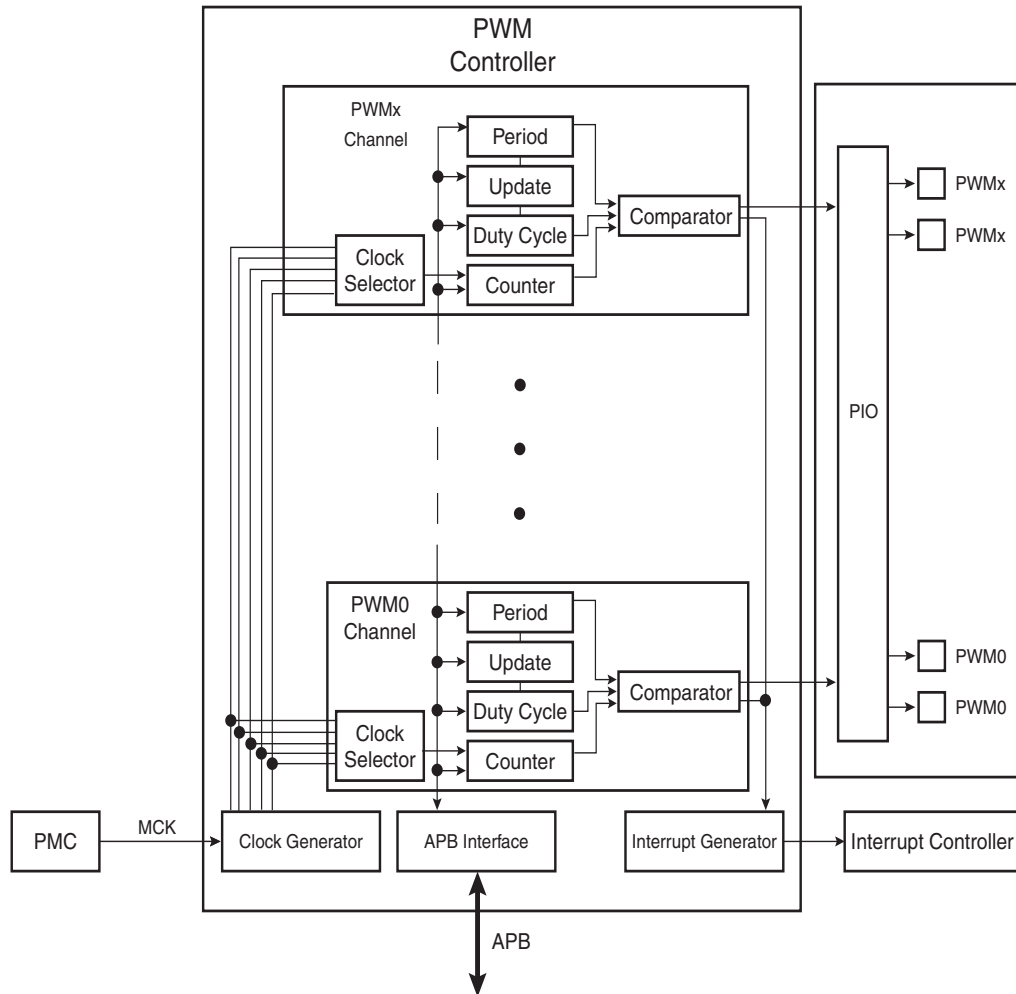 PWM
Controller
PWMx
Channel
Period
Update
Duty Cycle
Counter
Clock
Selector
Comparator
PIO
PWMx
PWMx
PWM0
Channel
Period
Update
Duty Cycle
Counter
Clock
Selector
Comparator
PWM0
PWM0
PMC
MCK
Clock Generator
APB Interface
Interrupt Generator
Interrupt Controller
APB